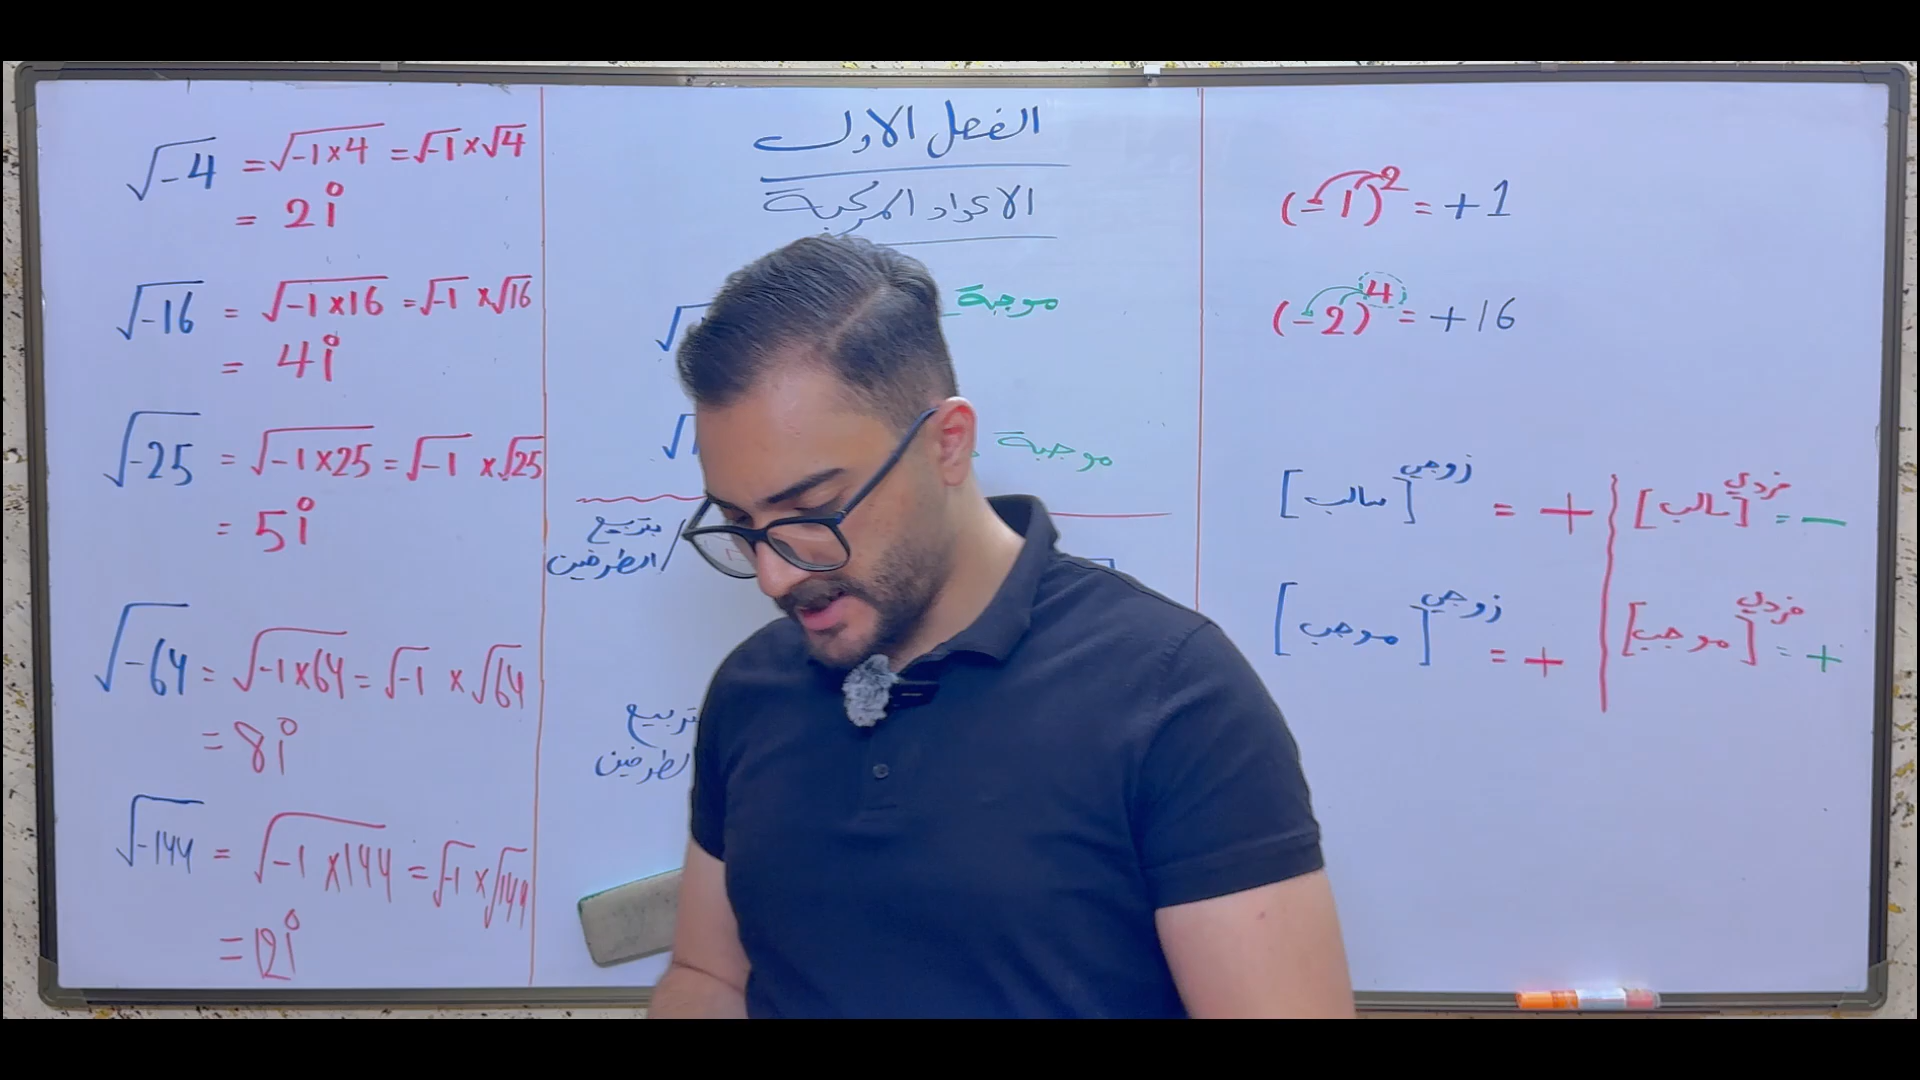 الفصل الاول
الاعداد المركبة
√-4 = √-1×4 = √-1 × √4
= 2i
√-16 = √-1×16 = √-1 × √16
= 4i
√-25 = √-1×25 = √-1 × √25
= 5i
√-64 = √-1×64 = √-1 × √64
= 8i
√-144 = √-1×144 = √-1 × √144
= 12i
موجبة
موجبة
بتربيع
الطرفين
تربيع
لطرفين
(-1)² = +1
(-2)⁴ = +16
[سالب]^زوجي = +
[سالب]^فردي = -
[موجب]^زوجي = +
[موجب]^فردي = +